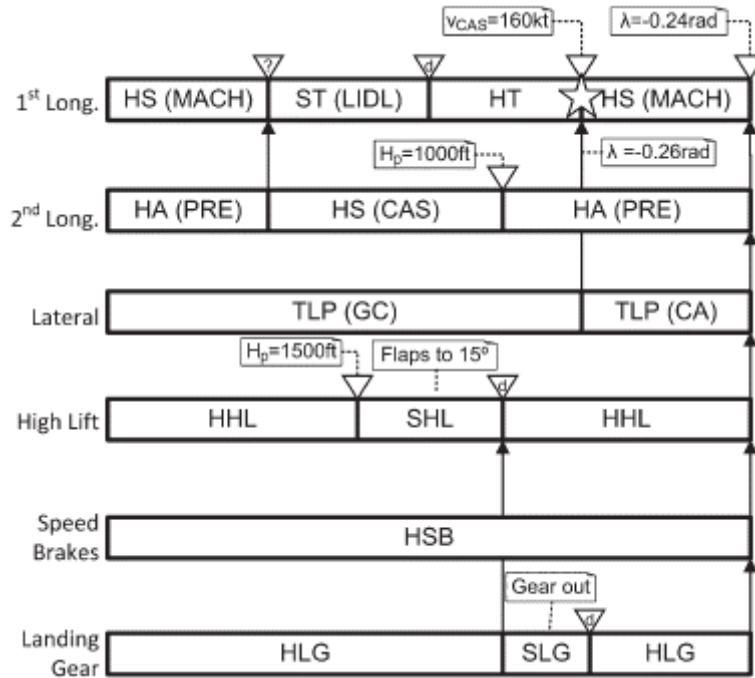 vCAS=160kt λ=-0.24rad
? d
1st Long. HS (MACH) ST (LIDL) HT HS (MACH)
Hp=1000ft λ =-0.26rad
2nd Long. HA (PRE) HS (CAS) HA (PRE)
Lateral TLP (GC) TLP (CA)
Hp=1500ft Flaps to 15º
d
High Lift HHL SHL HHL
Speed
Brakes HSB
Gear out
d
Landing
Gear HLG SLG HLG